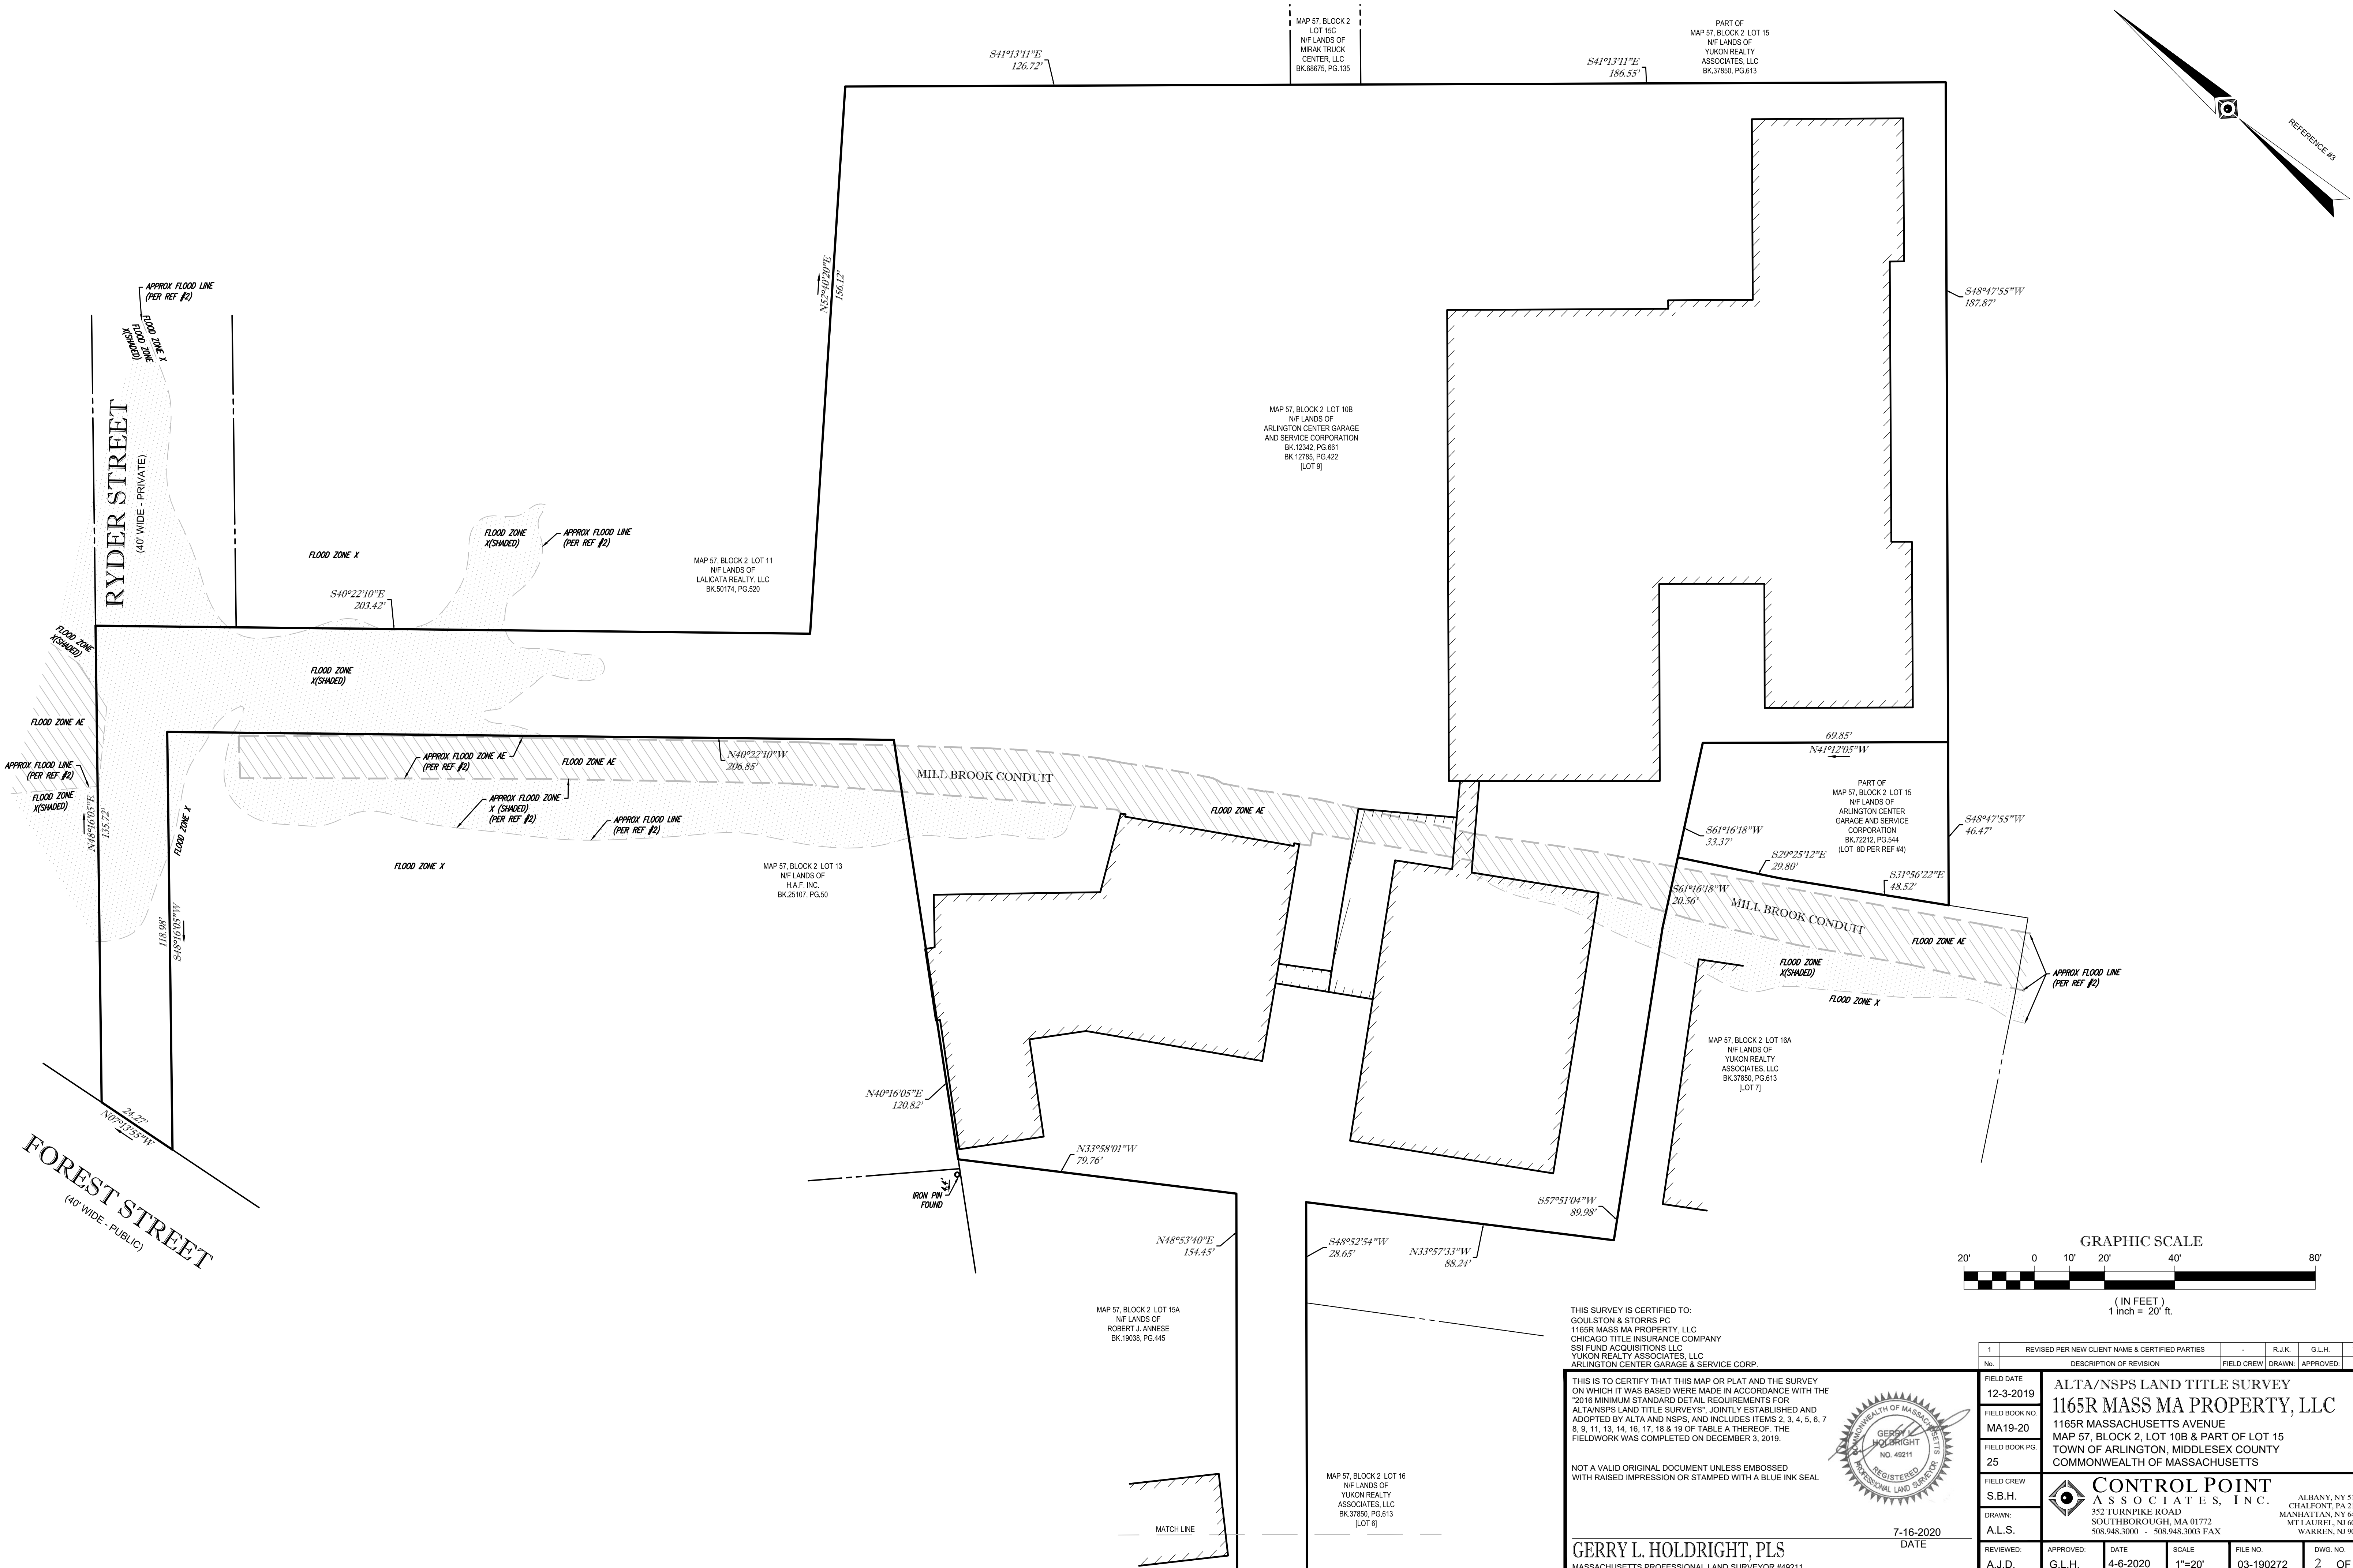 S41°13'11"E
126.72'
MAP 57, BLOCK 2
LOT 15C
N/F LANDS OF
MIRAK TRUCK
CENTER, LLC
BK.68675, PG.135
S41°13'11"E
186.55'
PART OF
MAP 57, BLOCK 2 LOT 15
N/F LANDS OF
YUKON REALTY
ASSOCIATES, LLC
BK.37850, PG.613
REFERENCE #3
N52°40'20"E
156.12'
S48°47'55"W
187.87'
APPROX FLOOD LINE
(PER REF #2)
FLOOD ZONE X
FLOOD ZONE
X(SHADED)
RYDER STREET
(40' WIDE - PRIVATE)
FLOOD ZONE X
FLOOD ZONE
X(SHADED)
APPROX FLOOD LINE
(PER REF #2)
MAP 57, BLOCK 2 LOT 11
N/F LANDS OF
LALICATA REALTY, LLC
BK.50174, PG.520
MAP 57, BLOCK 2 LOT 10B
N/F LANDS OF
ARLINGTON CENTER GARAGE
AND SERVICE CORPORATION
BK.12342, PG.661
BK.12785, PG.422
[LOT 9]
S40°22'10"E
203.42'
FLOOD ZONE
X(SHADED)
FLOOD ZONE
X(SHADED)
FLOOD ZONE AE
APPROX FLOOD LINE
(PER REF #2)
FLOOD ZONE
X(SHADED)
N48°16'05"E
135.72'
FLOOD ZONE X
118.98'
S48°16'05"W
APPROX FLOOD ZONE AE
(PER REF #2)
FLOOD ZONE AE
N40°22'10"W
206.85'
APPROX FLOOD ZONE
X (SHADED)
(PER REF #2)
APPROX FLOOD LINE
(PER REF #2)
FLOOD ZONE X
MAP 57, BLOCK 2 LOT 13
N/F LANDS OF
H.A.F. INC.
BK.25107, PG.50
MILL BROOK CONDUIT
FLOOD ZONE AE
69.85'
N41°12'05"W
PART OF
MAP 57, BLOCK 2 LOT 15
N/F LANDS OF
ARLINGTON CENTER
GARAGE AND SERVICE
CORPORATION
BK.72212, PG.544
(LOT 8D PER REF #4)
S48°47'55"W
46.47'
S61°16'18"W
33.37'
S29°25'12"E
29.80'
S31°56'22"E
48.52'
S61°16'18"W
20.56'
MILL BROOK CONDUIT
FLOOD ZONE AE
FLOOD ZONE
X(SHADED)
FLOOD ZONE X
APPROX FLOOD LINE
(PER REF #2)
MAP 57, BLOCK 2 LOT 16A
N/F LANDS OF
YUKON REALTY
ASSOCIATES, LLC
BK.37850, PG.613
[LOT 7]
N40°16'05"E
120.82'
24.27'
N07°13'55"W
FOREST STREET
(40' WIDE - PUBLIC)
N33°58'01"W
79.76'
IRON PIN
FOUND
4.4'
S57°51'04"W
89.98'
N48°53'40"E
154.45'
S48°52'54"W
28.65'
N33°57'33"W
88.24'
MAP 57, BLOCK 2 LOT 15A
N/F LANDS OF
ROBERT J. ANNESE
BK.19038, PG.445
MAP 57, BLOCK 2 LOT 16
N/F LANDS OF
YUKON REALTY
ASSOCIATES, LLC
BK.37850, PG.613
[LOT 6]
MATCH LINE
GRAPHIC SCALE
20' 0 10' 20' 40' 80'
( IN FEET )
1 inch = 20' ft.
THIS SURVEY IS CERTIFIED TO:
GOULSTON & STORRS PC
1165R MASS MA PROPERTY, LLC
CHICAGO TITLE INSURANCE COMPANY
SSI FUND ACQUISITIONS LLC
YUKON REALTY ASSOCIATES, LLC
ARLINGTON CENTER GARAGE & SERVICE CORP.
THIS IS TO CERTIFY THAT THIS MAP OR PLAT AND THE SURVEY
ON WHICH IT WAS BASED WERE MADE IN ACCORDANCE WITH THE
"2016 MINIMUM STANDARD DETAIL REQUIREMENTS FOR
ALTA/NSPS LAND TITLE SURVEYS", JOINTLY ESTABLISHED AND
ADOPTED BY ALTA AND NSPS, AND INCLUDES ITEMS 2, 3, 4, 5, 6, 7
8, 9, 11, 13, 14, 16, 17, 18 & 19 OF TABLE A THEREOF. THE
FIELDWORK WAS COMPLETED ON DECEMBER 3, 2019.
NOT A VALID ORIGINAL DOCUMENT UNLESS EMBOSSED
WITH RAISED IMPRESSION OR STAMPED WITH A BLUE INK SEAL
COMMONWEALTH OF MASSACHUSETTS
GERRY L.
HOLDRIGHT
NO. 49211
REGISTERED
PROFESSIONAL LAND SURVEYOR
7-16-2020
DATE
GERRY L. HOLDRIGHT, PLS
MASSACHUSETTS PROFESSIONAL LAND SURVEYOR #49211
1 REVISED PER NEW CLIENT NAME & CERTIFIED PARTIES - R.J.K. G.L.H.
No. DESCRIPTION OF REVISION FIELD CREW DRAWN: APPROVED:
FIELD DATE
12-3-2019
FIELD BOOK NO.
MA19-20
FIELD BOOK PG.
25
FIELD CREW
S.B.H.
DRAWN:
A.L.S.
ALTA/NSPS LAND TITLE SURVEY
1165R MASS MA PROPERTY, LLC
1165R MASSACHUSETTS AVENUE
MAP 57, BLOCK 2, LOT 10B & PART OF LOT 15
TOWN OF ARLINGTON, MIDDLESEX COUNTY
COMMONWEALTH OF MASSACHUSETTS
CONTROL POINT
ASSOCIATES, INC.
352 TURNPIKE ROAD
SOUTHBOROUGH, MA 01772
508.948.3000 - 508.948.3003 FAX
ALBANY, NY
CHALFONT, PA
MANHATTAN, NY
MT LAUREL, NJ
WARREN, NJ
REVIEWED: APPROVED: DATE SCALE FILE NO. DWG. NO.
A.J.D. G.L.H. 4-6-2020 1"=20' 03-190272 2 OF